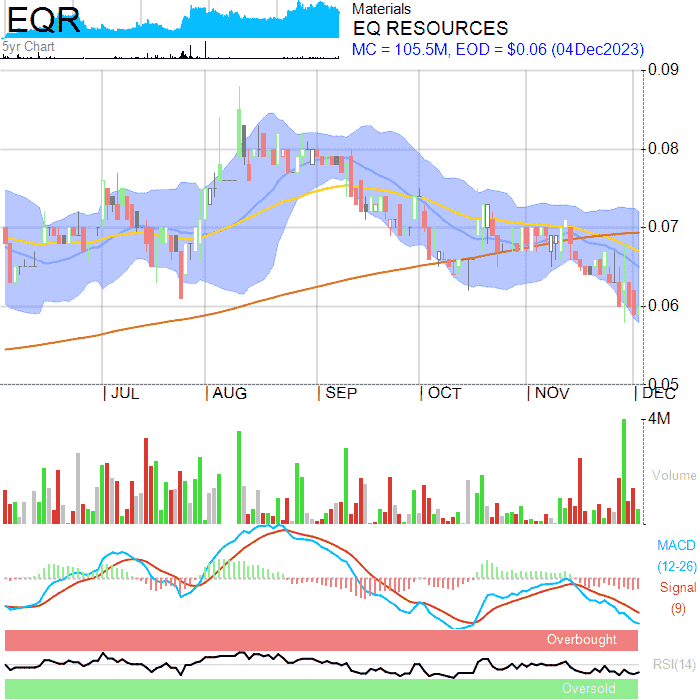 EQR
Materials
EQ RESOURCES
5yr Chart
MC = 105.5M, EOD = $0.06 (04Dec2023)
0.09
0.08
0.07
0.06
0.05
JUL AUG SEP OCT NOV DEC
4M
Volume
MACD
(12-26)
Signal
(9)
Overbought
RSI(14)
Oversold